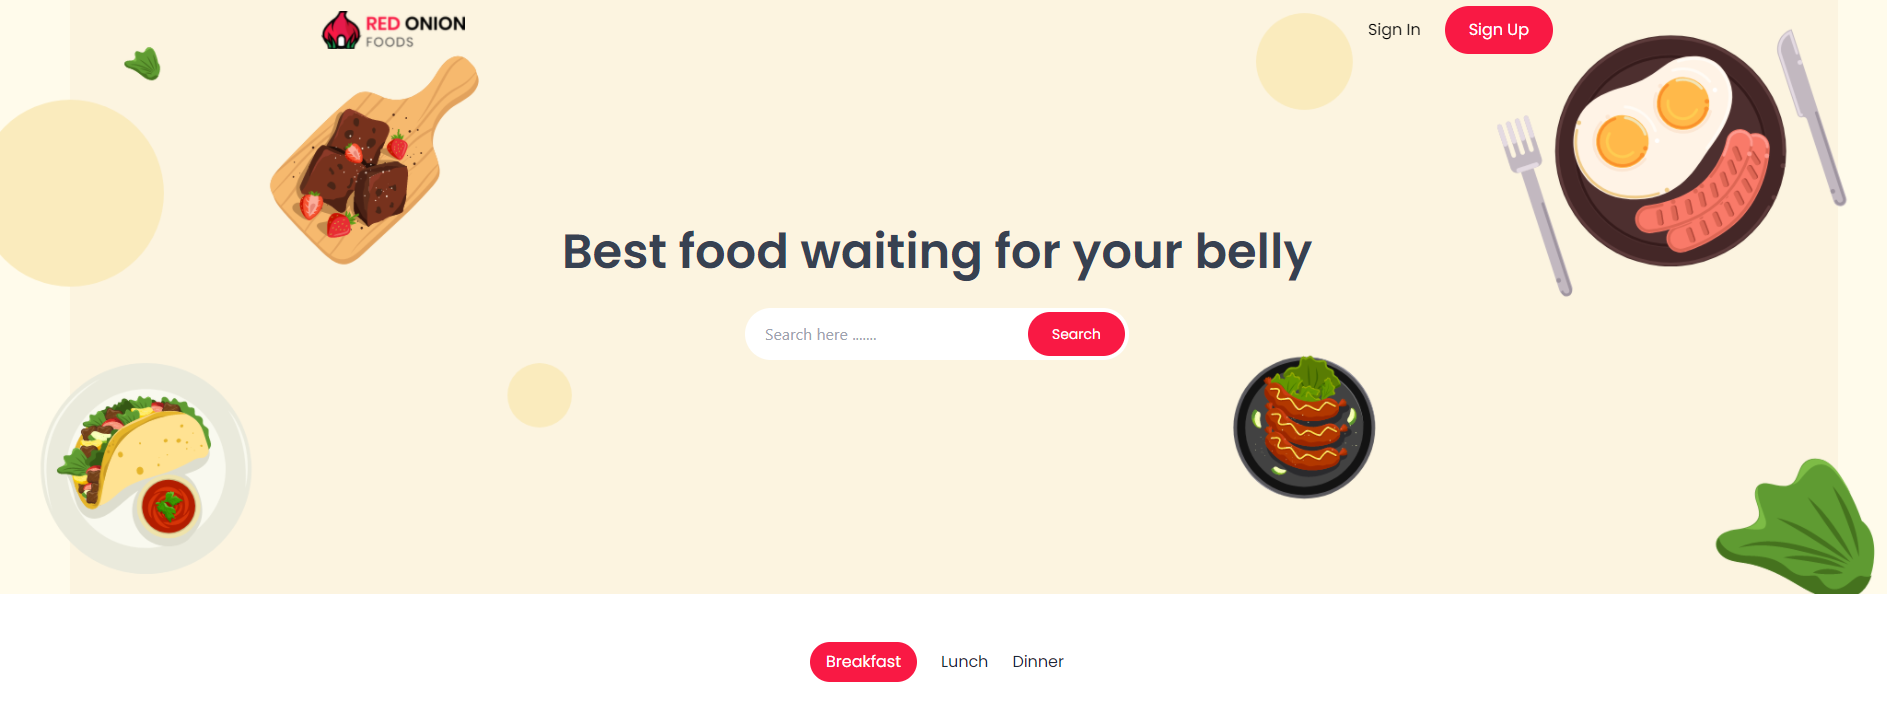 RED ONION
FOODS
Sign In
Sign Up
Best food waiting for your belly
Search here .......
Search
Breakfast
Lunch
Dinner